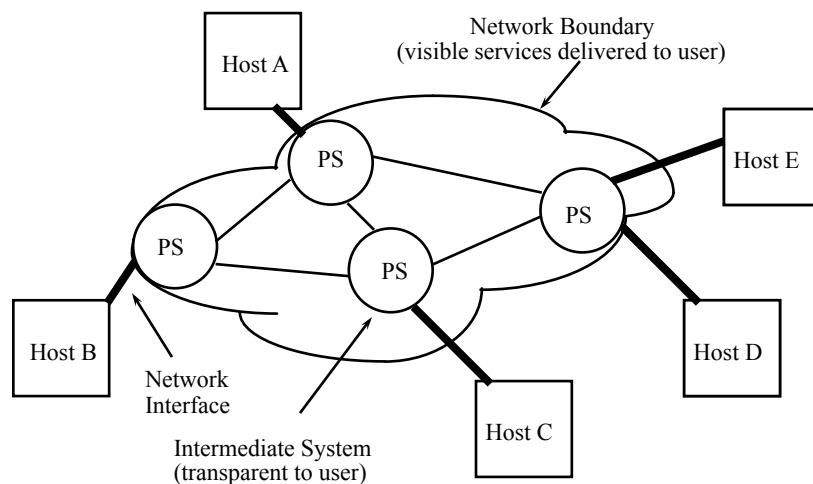 Network Boundary
(visible services delivered to user)
Host A
PS
Host E
PS
PS
PS
Host B
Host D
Network
Interface
Host C
Intermediate System
(transparent to user)